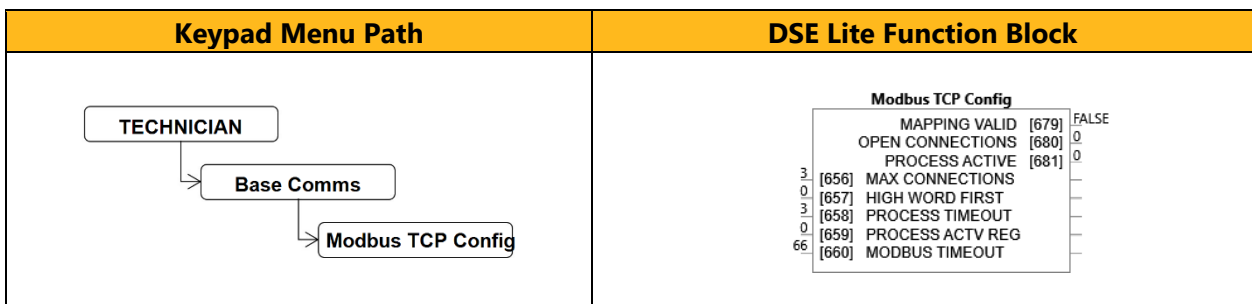 Keypad Menu Path
DSE Lite Function Block
TECHNICIAN
Base Comms
Modbus TCP Config
Modbus TCP Config
MAPPING VALID [679] FALSE
OPEN CONNECTIONS [680] 0
PROCESS ACTIVE [681] 0
3 [656] MAX CONNECTIONS
0 [657] HIGH WORD FIRST
3 [658] PROCESS TIMEOUT
0 [659] PROCESS ACTV REG
66 [660] MODBUS TIMEOUT